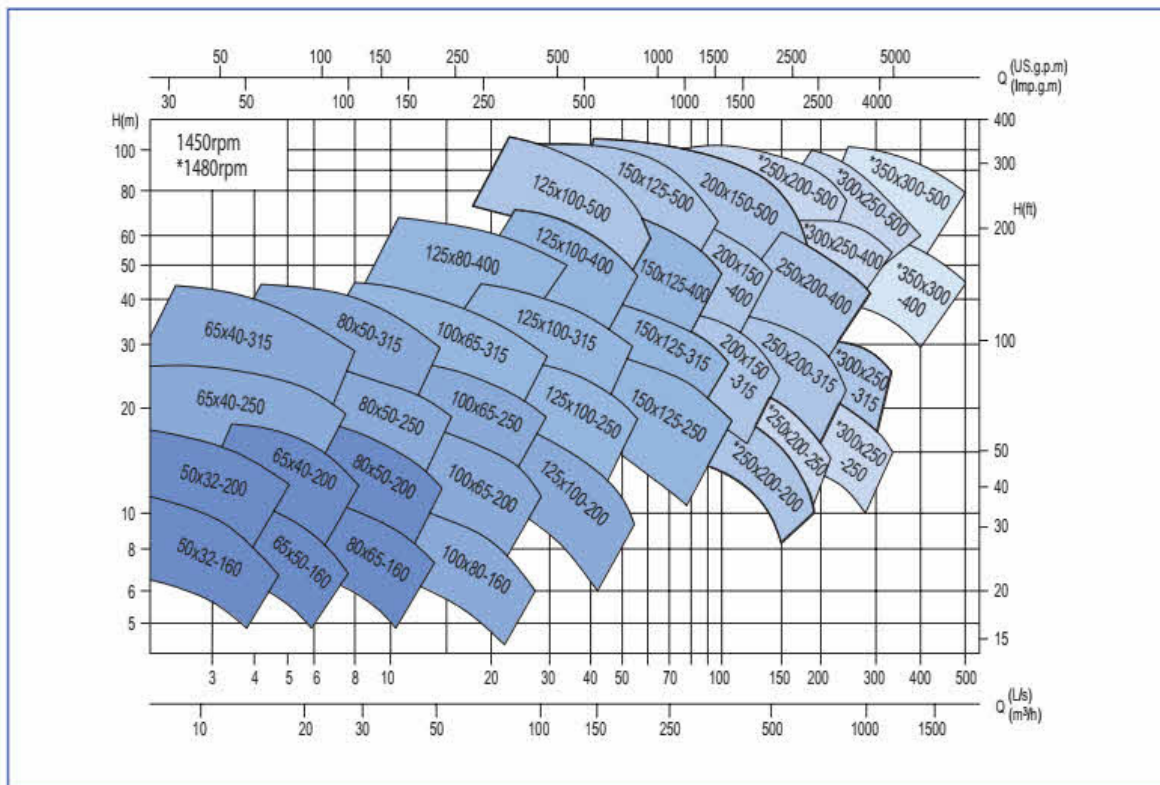 50 100 150 250 500 1000 1500 2500 5000
Q (US.g.p.m)
(Imp.g.m)
30 50 100 150 250 500 1000 1500 2500 4000
H(m)
1450rpm
*1480rpm
100
80
60
50
40
30
20
10
8
6
5
400
300
H(ft)
200
100
50
40
30
20
15
125x100-500
150x125-500
200x150-500
*250x200-500
*300x250-500
*350x300-500
125x80-400
125x100-400
150x125-400
200x150
-400
250x200-400
*300x250-400
*350x300
-400
65x40-315
80x50-315
100x65-315
125x100-315
150x125-315
200x150
-315
250x200-315
*300x250
-315
65x40-250
80x50-250
100x65-250
125x100-250
150x125-250
*250x200-250
*300x250
-250
50x32-200
65x40-200
80x50-200
100x65-200
125x100-200
*250x200-200
50x32-160
65x50-160
80x65-160
100x80-160
3 4 5 6 8 10 20 30 40 50 70 100 150 200 300 400 500
Q (L/s)
(m³/h)
10 20 30 50 100 150 250 500 1000 1500